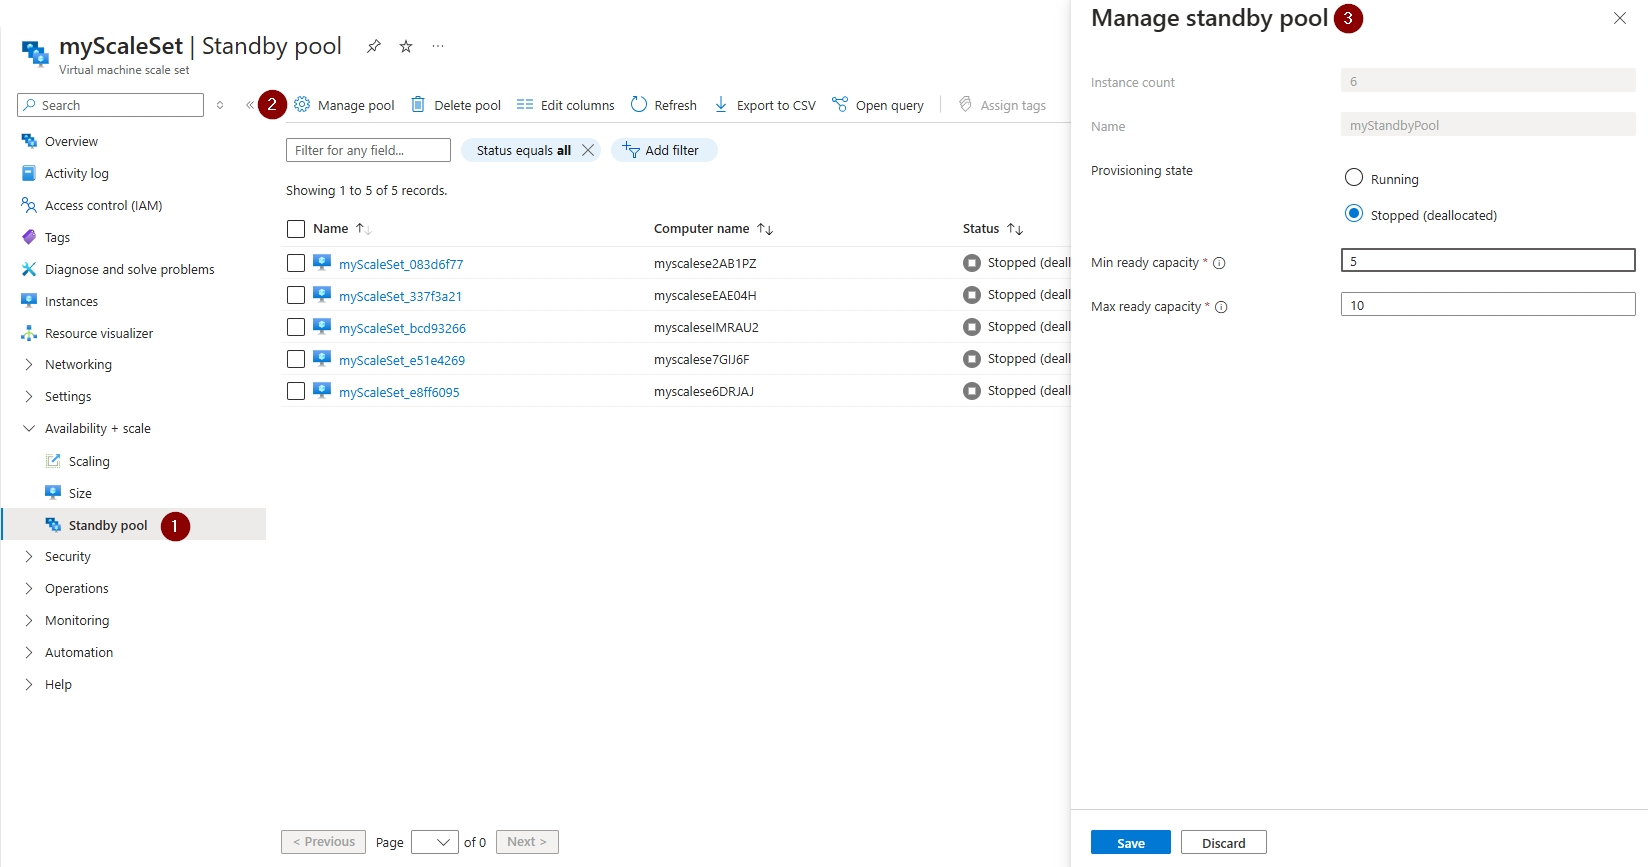 myScaleSet | Standby pool
Virtual machine scale set
Search
Overview
Activity log
Access control (IAM)
Tags
Diagnose and solve problems
Instances
Resource visualizer
Networking
Settings
Availability + scale
Scaling
Size
Standby pool 1
Security
Operations
Monitoring
Automation
Help
2 Manage pool Delete pool Edit columns Refresh Export to CSV Open query Assign tags
Filter for any field... Status equals all Add filter
Showing 1 to 5 of 5 records.
Name Computer name Status
myScaleSet_083d6f77 myscalese2AB1PZ Stopped (deall
myScaleSet_337f3a21 myscaleseEAE04H Stopped (deall
myScaleSet_bcd93266 myscaleseIMRAU2 Stopped (deall
myScaleSet_e51e4269 myscalese7GIJ6F Stopped (deall
myScaleSet_e8ff6095 myscalese6DRJAJ Stopped (deall
< Previous Page of 0 Next >
Manage standby pool 3
Instance count 6
Name myStandbyPool
Provisioning state Running
Stopped (deallocated)
Min ready capacity * 5
Max ready capacity * 10
Save Discard